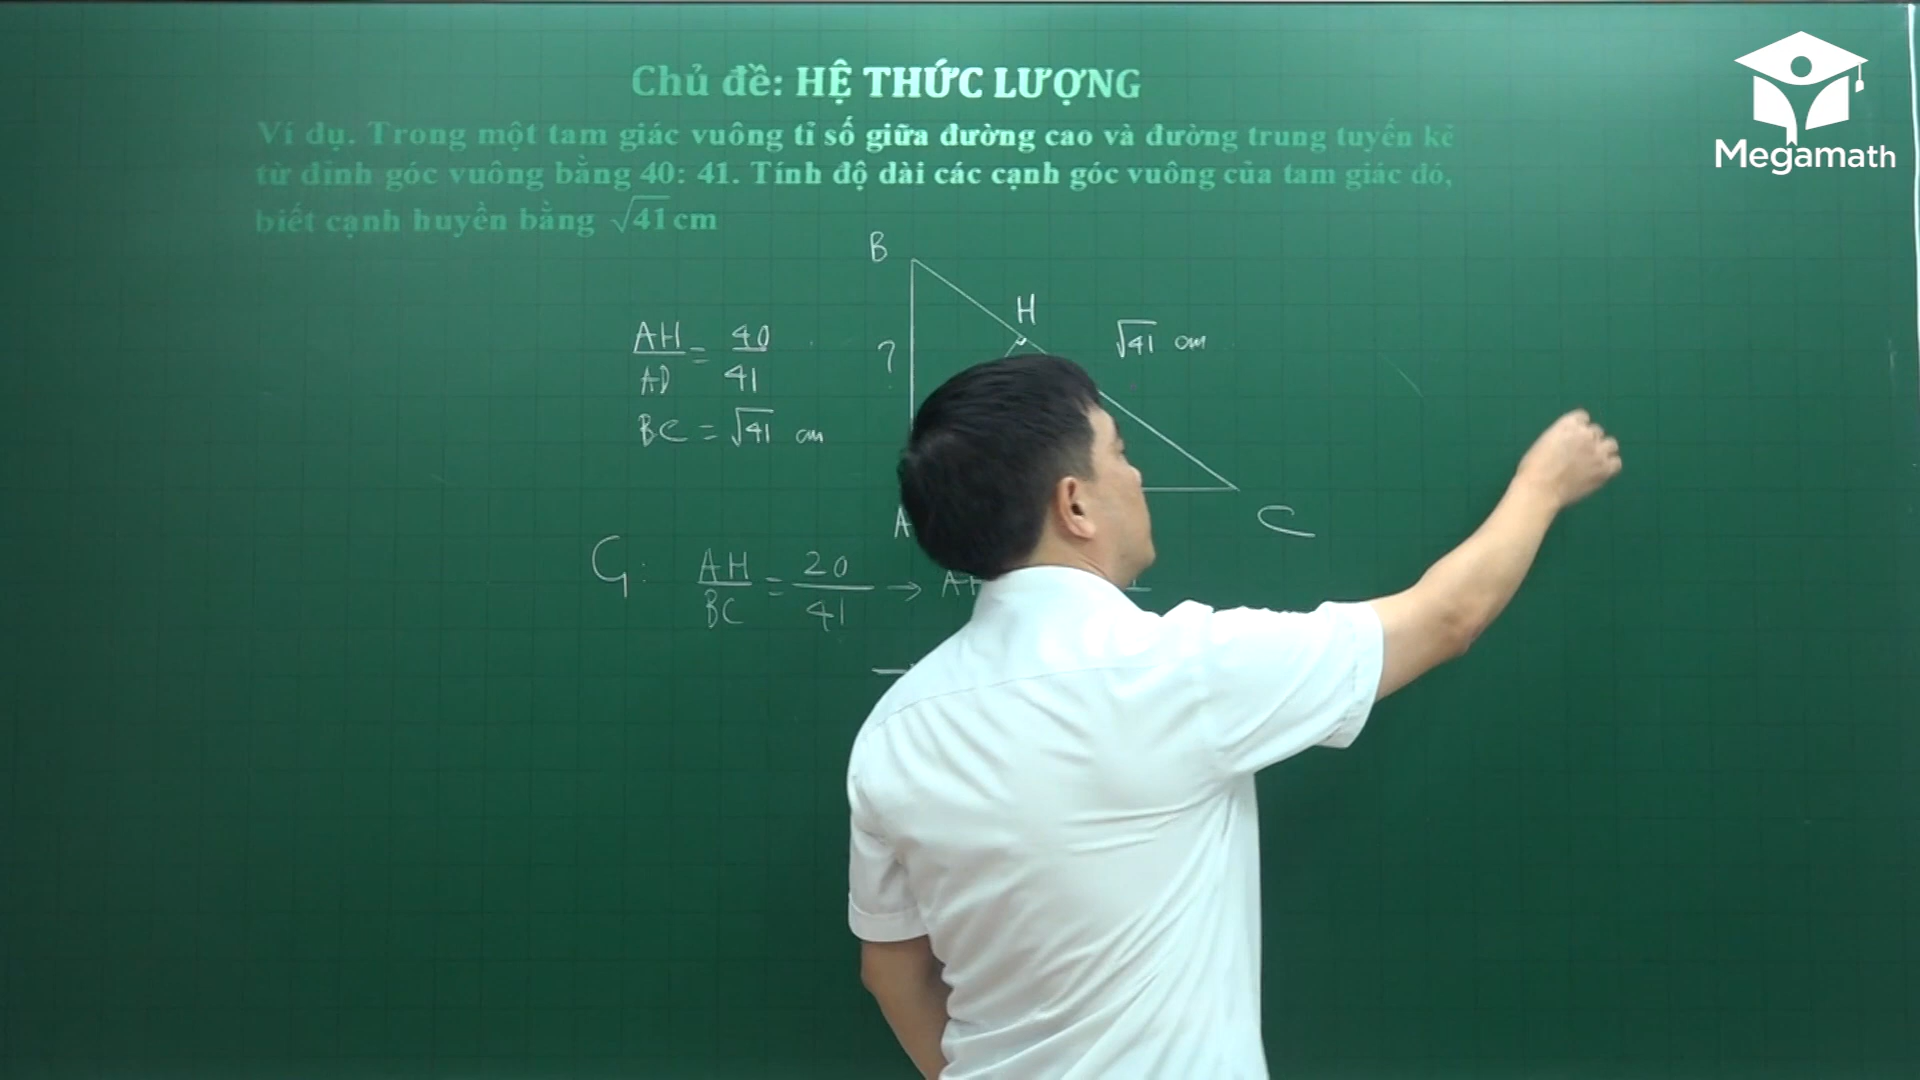 Megamath
Chủ đề: HỆ THỨC LƯỢNG
Ví dụ. Trong một tam giác vuông tỉ số giữa đường cao và đường trung tuyến kẻ
từ đỉnh góc vuông bằng 40: 41. Tính độ dài các cạnh góc vuông của tam giác đó,
biết cạnh huyền bằng √41cm
B
H
AH/AD = 40/41
?
√41 cm
BC = √41 cm
A
C
G: AH/BC = 20/41 → AH